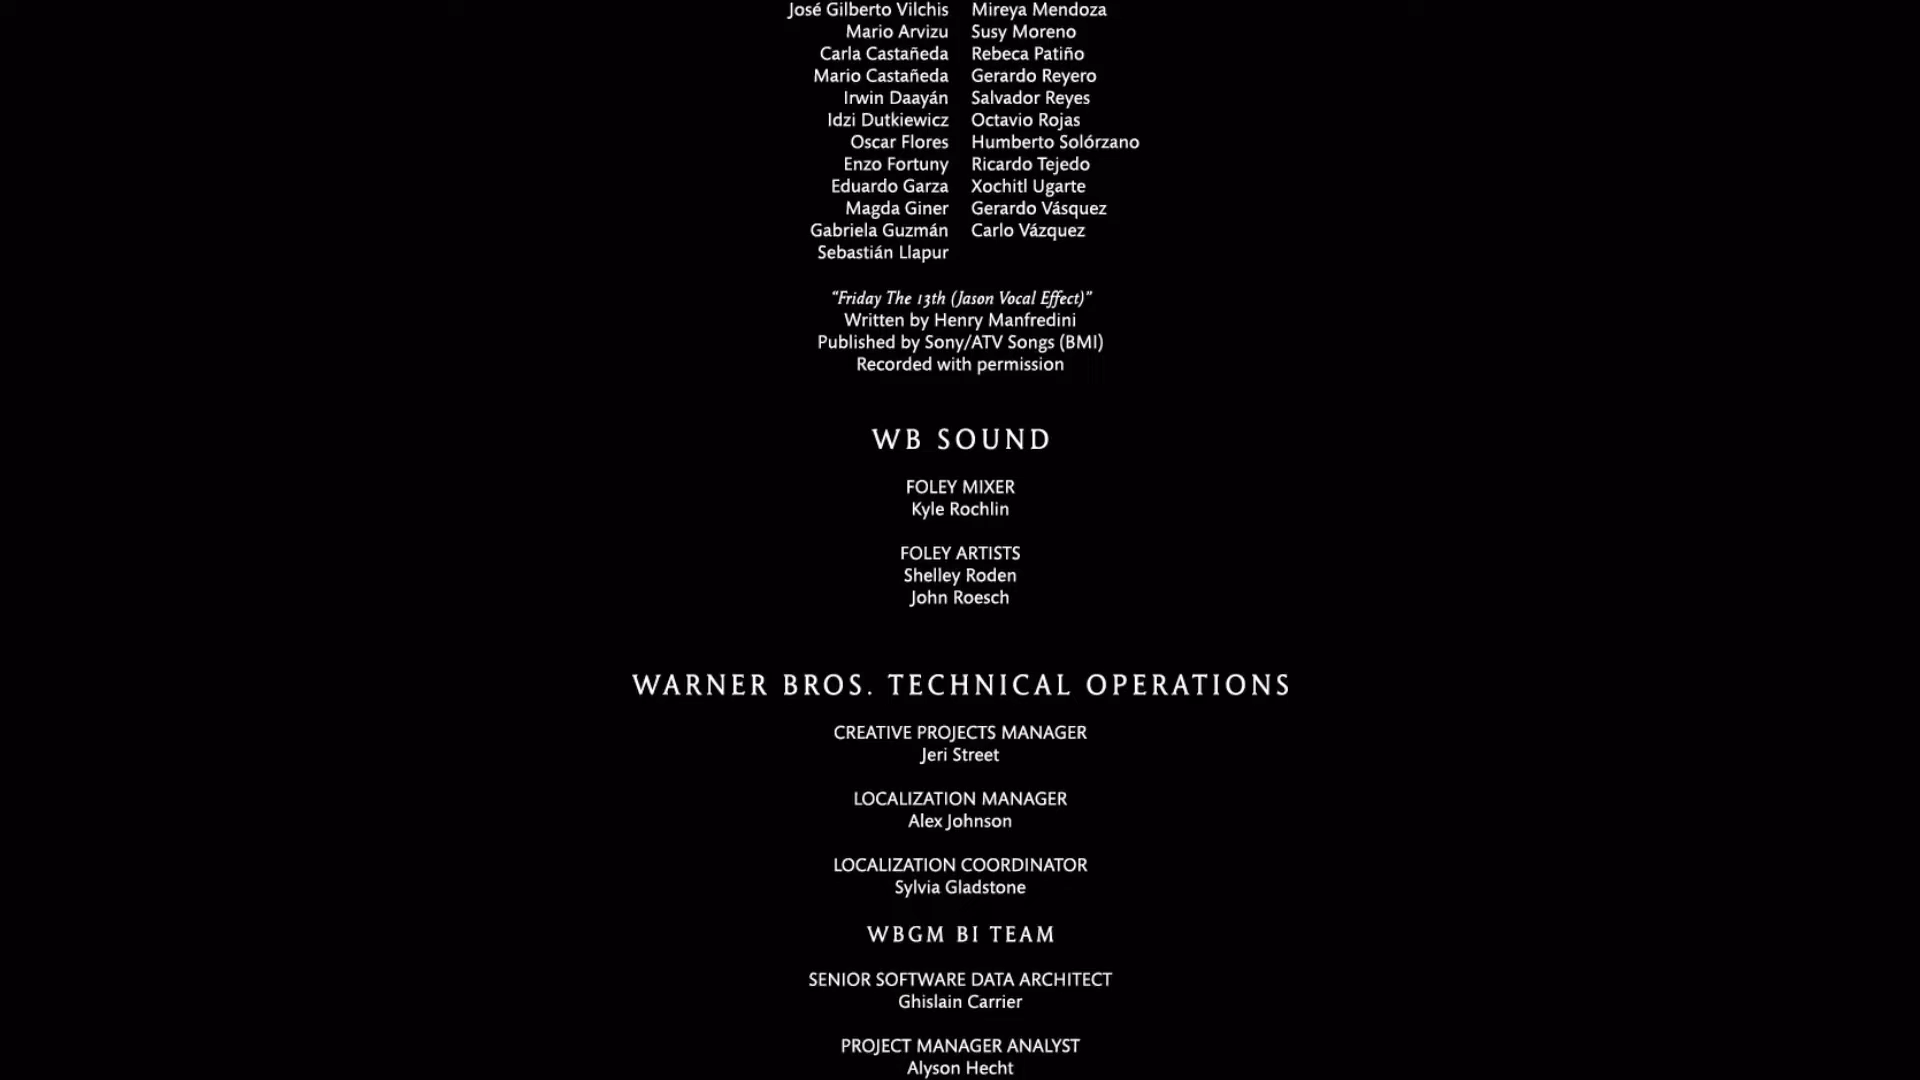 José Gilberto Vilchis Mireya Mendoza
Mario Arvizu Susy Moreno
Carla Castañeda Rebeca Patiño
Mario Castañeda Gerardo Reyero
Irwin Daayán Salvador Reyes
Idzi Dutkiewicz Octavio Rojas
Oscar Flores Humberto Solórzano
Enzo Fortuny Ricardo Tejedo
Eduardo Garza Xochitl Ugarte
Magda Giner Gerardo Vásquez
Gabriela Guzmán Carlo Vázquez
Sebastián Llapur
“Friday The 13th (Jason Vocal Effect)”
Written by Henry Manfredini
Published by Sony/ATV Songs (BMI)
Recorded with permission
WB SOUND
FOLEY MIXER
Kyle Rochlin
FOLEY ARTISTS
Shelley Roden
John Roesch
WARNER BROS. TECHNICAL OPERATIONS
CREATIVE PROJECTS MANAGER
Jeri Street
LOCALIZATION MANAGER
Alex Johnson
LOCALIZATION COORDINATOR
Sylvia Gladstone
WBGM BI TEAM
SENIOR SOFTWARE DATA ARCHITECT
Ghislain Carrier
PROJECT MANAGER ANALYST
Alyson Hecht